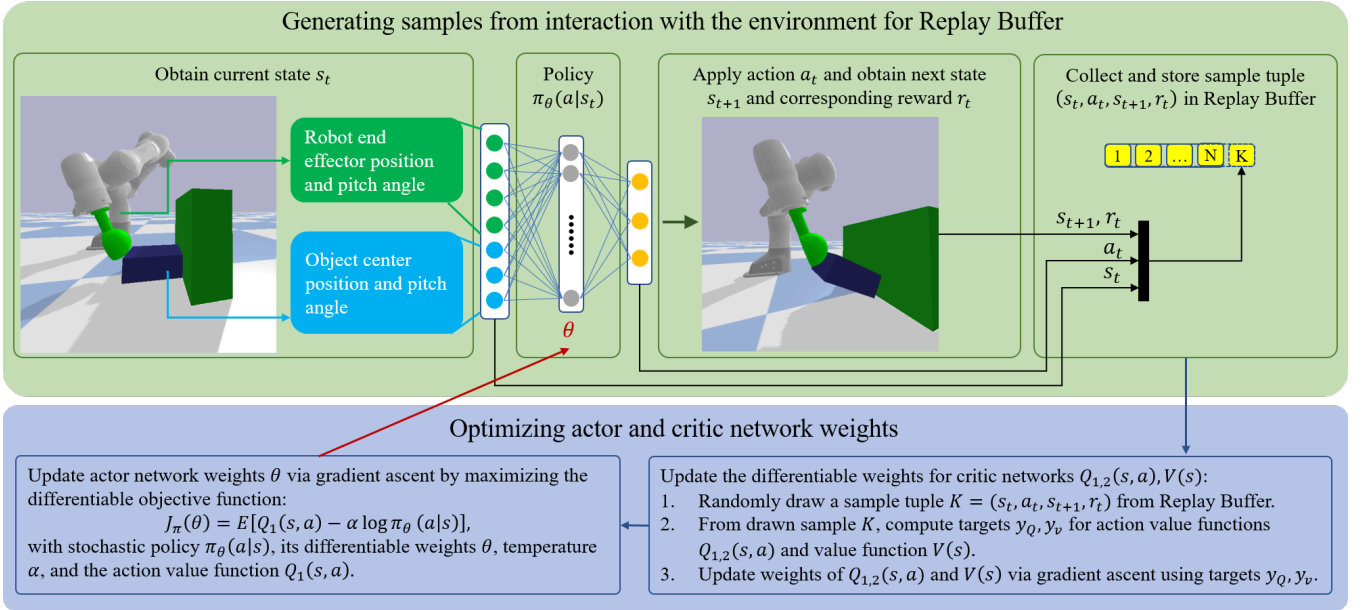 Generating samples from interaction with the environment for Replay Buffer
Obtain current state s_t
Robot end
effector position
and pitch angle
Object center
position and pitch
angle
Policy
π_θ(a|s_t)
θ
Apply action a_t and obtain next state
s_{t+1} and corresponding reward r_t
Collect and store sample tuple
(s_t, a_t, s_{t+1}, r_t) in Replay Buffer
1 2 ... N K
s_{t+1}, r_t
a_t
s_t
Optimizing actor and critic network weights
Update actor network weights θ via gradient ascent by maximizing the
differentiable objective function:
J_π(θ) = E[Q_1(s, a) − α log π_θ (a|s)],
with stochastic policy π_θ(a|s), its differentiable weights θ, temperature
α, and the action value function Q_1(s, a).
Update the differentiable weights for critic networks Q_{1,2}(s, a), V(s):
1. Randomly draw a sample tuple K = (s_t, a_t, s_{t+1}, r_t) from Replay Buffer.
2. From drawn sample K, compute targets y_Q, y_v for action value functions
Q_{1,2}(s, a) and value function V(s).
3. Update weights of Q_{1,2}(s, a) and V(s) via gradient ascent using targets y_Q, y_v.